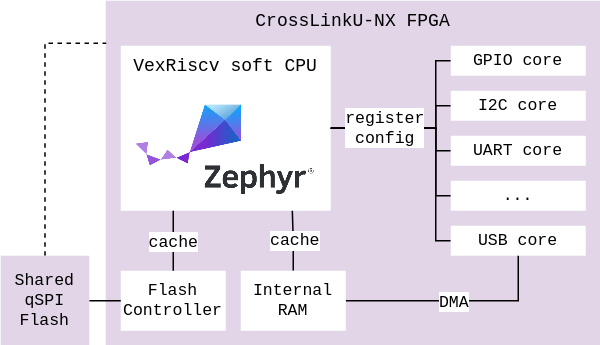 CrossLinkU-NX FPGA
VexRiscv soft CPU
Zephyr®
register
config
GPIO core
I2C core
UART core
...
USB core
cache
cache
Shared
qSPI
Flash
Flash
Controller
Internal
RAM
DMA